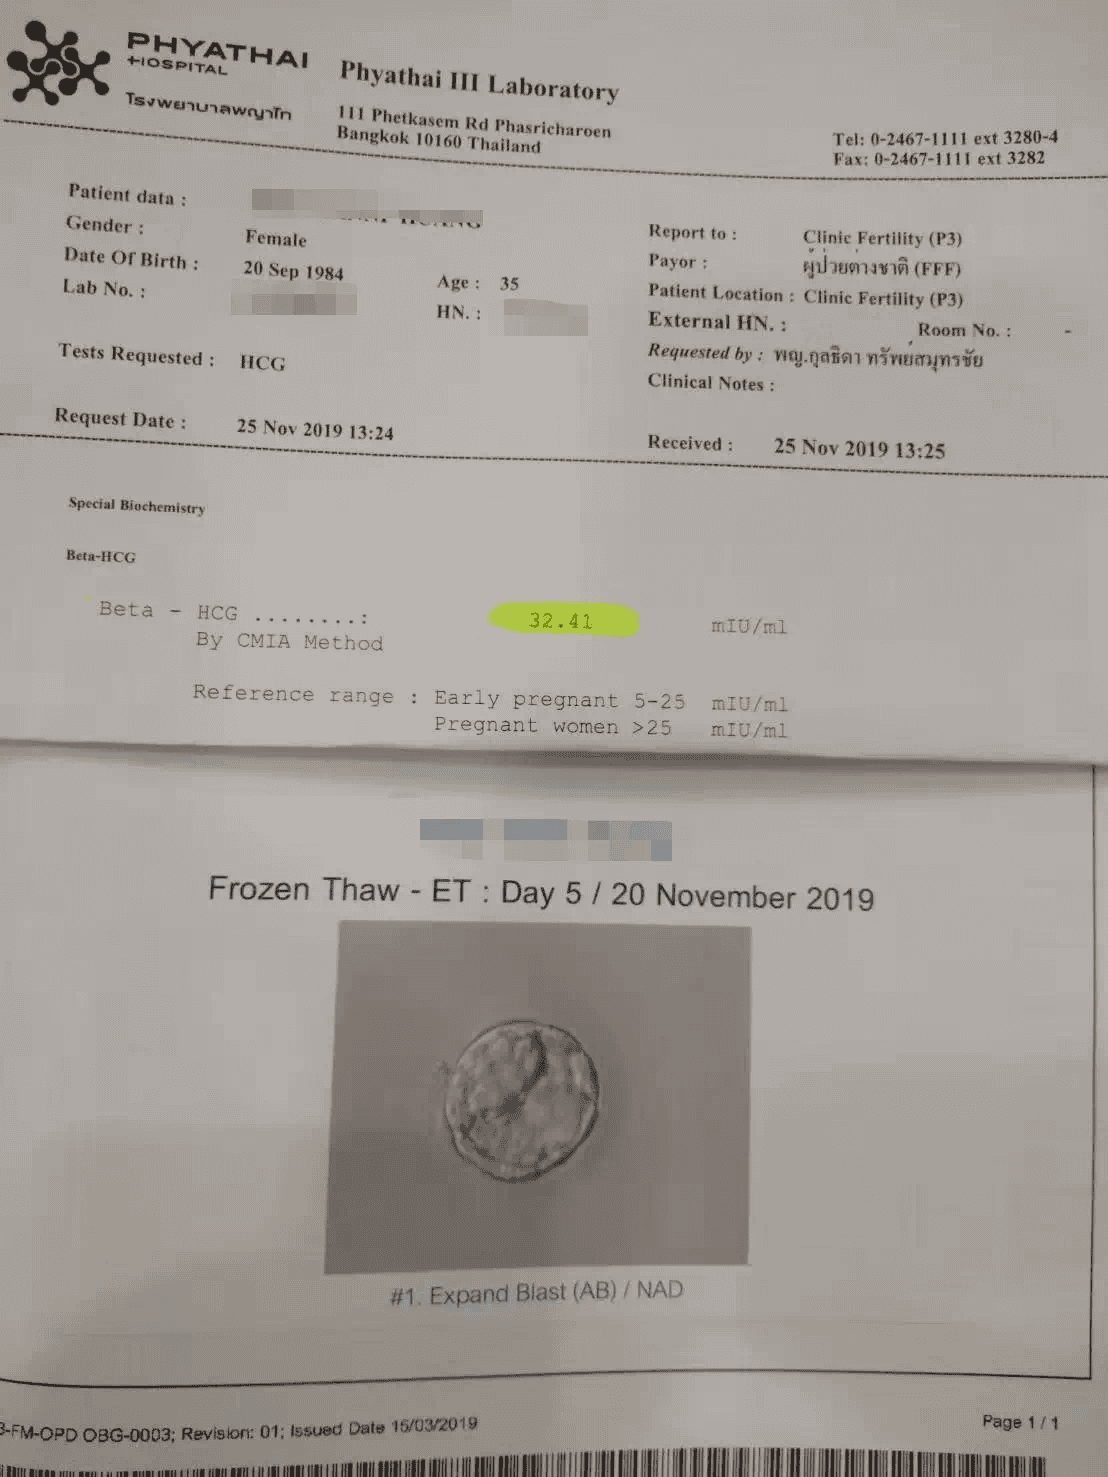 PHYATHAI
HOSPITAL
โรงพยาบาลพญาไท
Phyathai III Laboratory
111 Phetkasem Rd Phasricharoen
Bangkok 10160 Thailand
Tel: 0-2467-1111 ext 3280-4
Fax: 0-2467-1111 ext 3282
Patient data :
Gender : Female
Date Of Birth : 20 Sep 1984 Age : 35
Lab No. : HN. :
Tests Requested : HCG
Request Date : 25 Nov 2019 13:24
Report to : Clinic Fertility (P3)
Payor : ผู้ป่วยต่างชาติ (FFF)
Patient Location : Clinic Fertility (P3)
External HN. : Room No. : -
Requested by : พญ.กุลธิดา ทรัพย์สมุทรชัย
Clinical Notes :
Received : 25 Nov 2019 13:25
Special Biochemistry
Beta-HCG
Beta - HCG ........: 32.41 mIU/ml
By CMIA Method
Reference range : Early pregnant 5-25 mIU/ml
Pregnant women >25 mIU/ml
Frozen Thaw - ET : Day 5 / 20 November 2019
#1. Expand Blast (AB) / NAD
-FM-OPD OBG-0003; Revision: 01; Issued Date 15/03/2019
Page 1 / 1